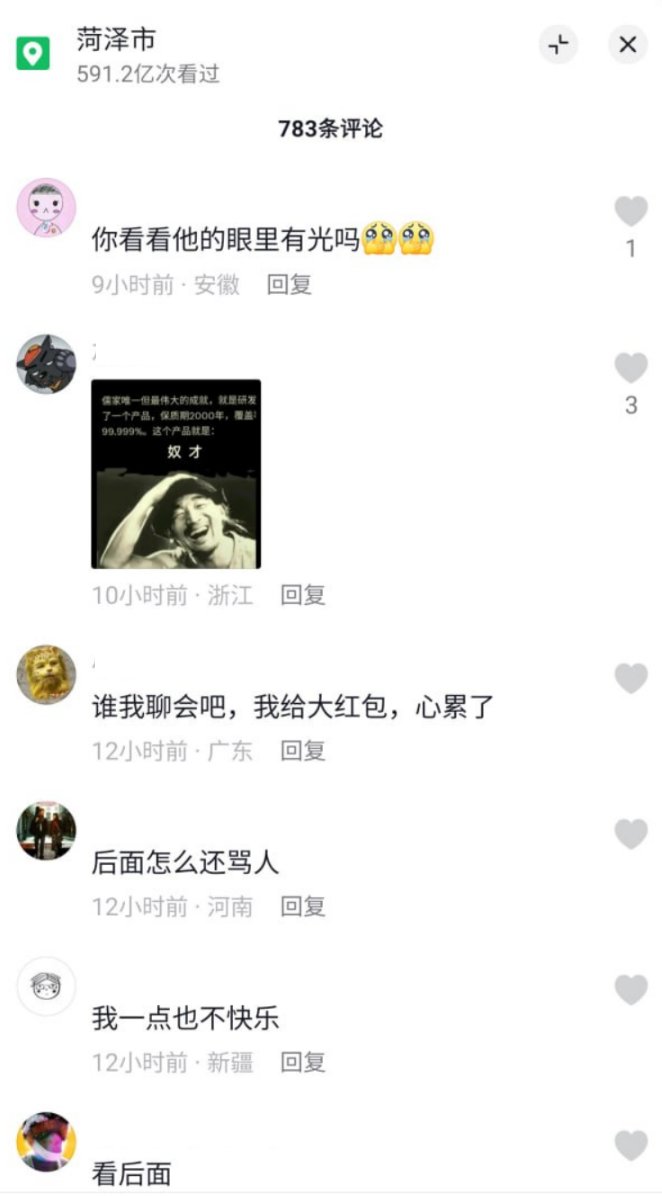 菏泽市
591.2亿次看过
783条评论
你看看他的眼里有光吗🥹🥹
1
9小时前 · 安徽 回复
3
儒家唯一但最伟大的成就，就是研发
了一个产品，保质期2000年，覆盖
99.999%。这个产品就是：
奴 才
10小时前 · 浙江 回复
谁我聊会吧，我给大红包，心累了
12小时前 · 广东 回复
后面怎么还骂人
12小时前 · 河南 回复
我一点也不快乐
12小时前 · 新疆 回复
看后面